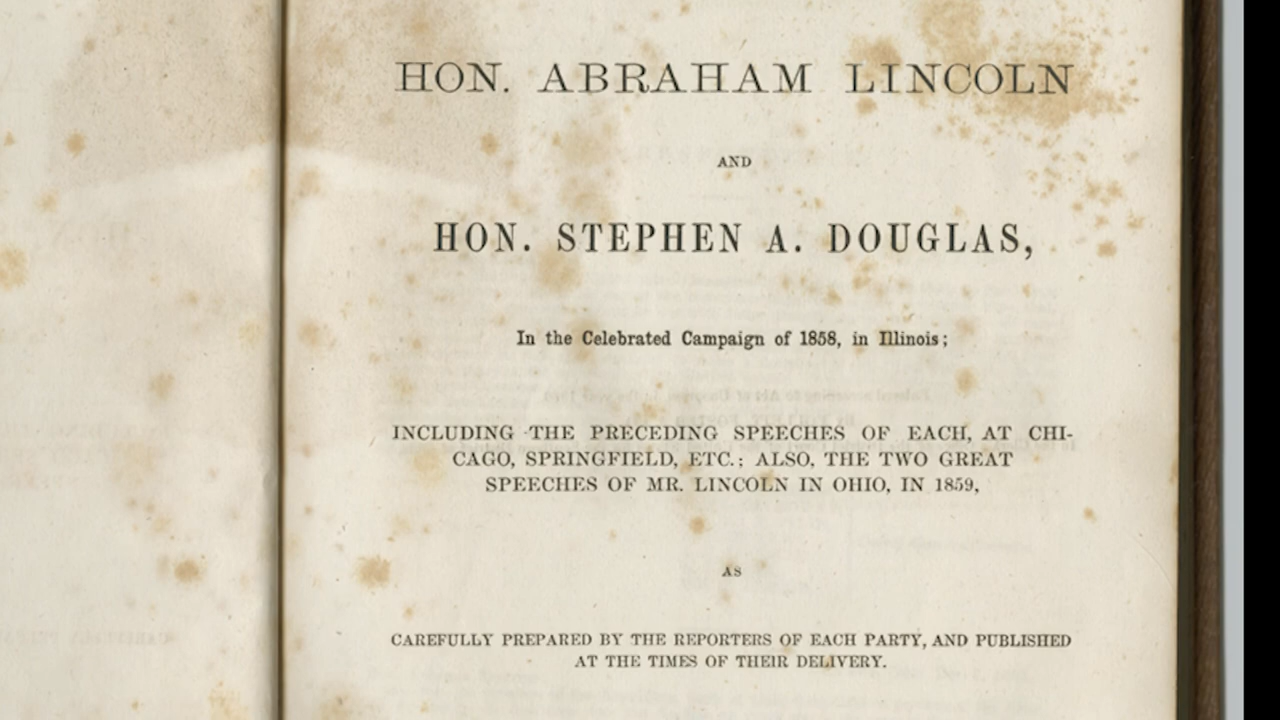 HON. ABRAHAM LINCOLN
AND
HON. STEPHEN A. DOUGLAS,
In the Celebrated Campaign of 1858, in Illinois;
INCLUDING THE PRECEDING SPEECHES OF EACH, AT CHI-
CAGO, SPRINGFIELD, ETC.; ALSO, THE TWO GREAT
SPEECHES OF MR. LINCOLN IN OHIO, IN 1859,
AS
CAREFULLY PREPARED BY THE REPORTERS OF EACH PARTY, AND PUBLISHED
AT THE TIMES OF THEIR DELIVERY.